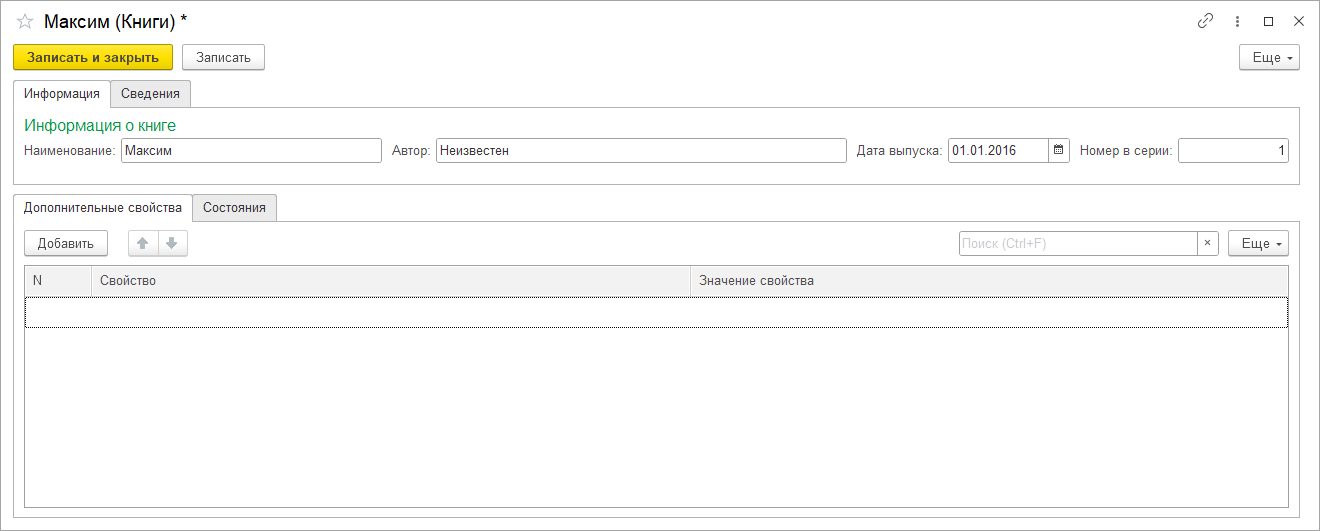 Максим (Книги) *
Записать и закрыть Записать Еще
Информация Сведения
Информация о книге
Наименование: Максим Автор: Неизвестен Дата выпуска: 01.01.2016 Номер в серии: 1
Дополнительные свойства Состояния
Добавить Поиск (Ctrl+F) × Еще
N Свойство Значение свойства